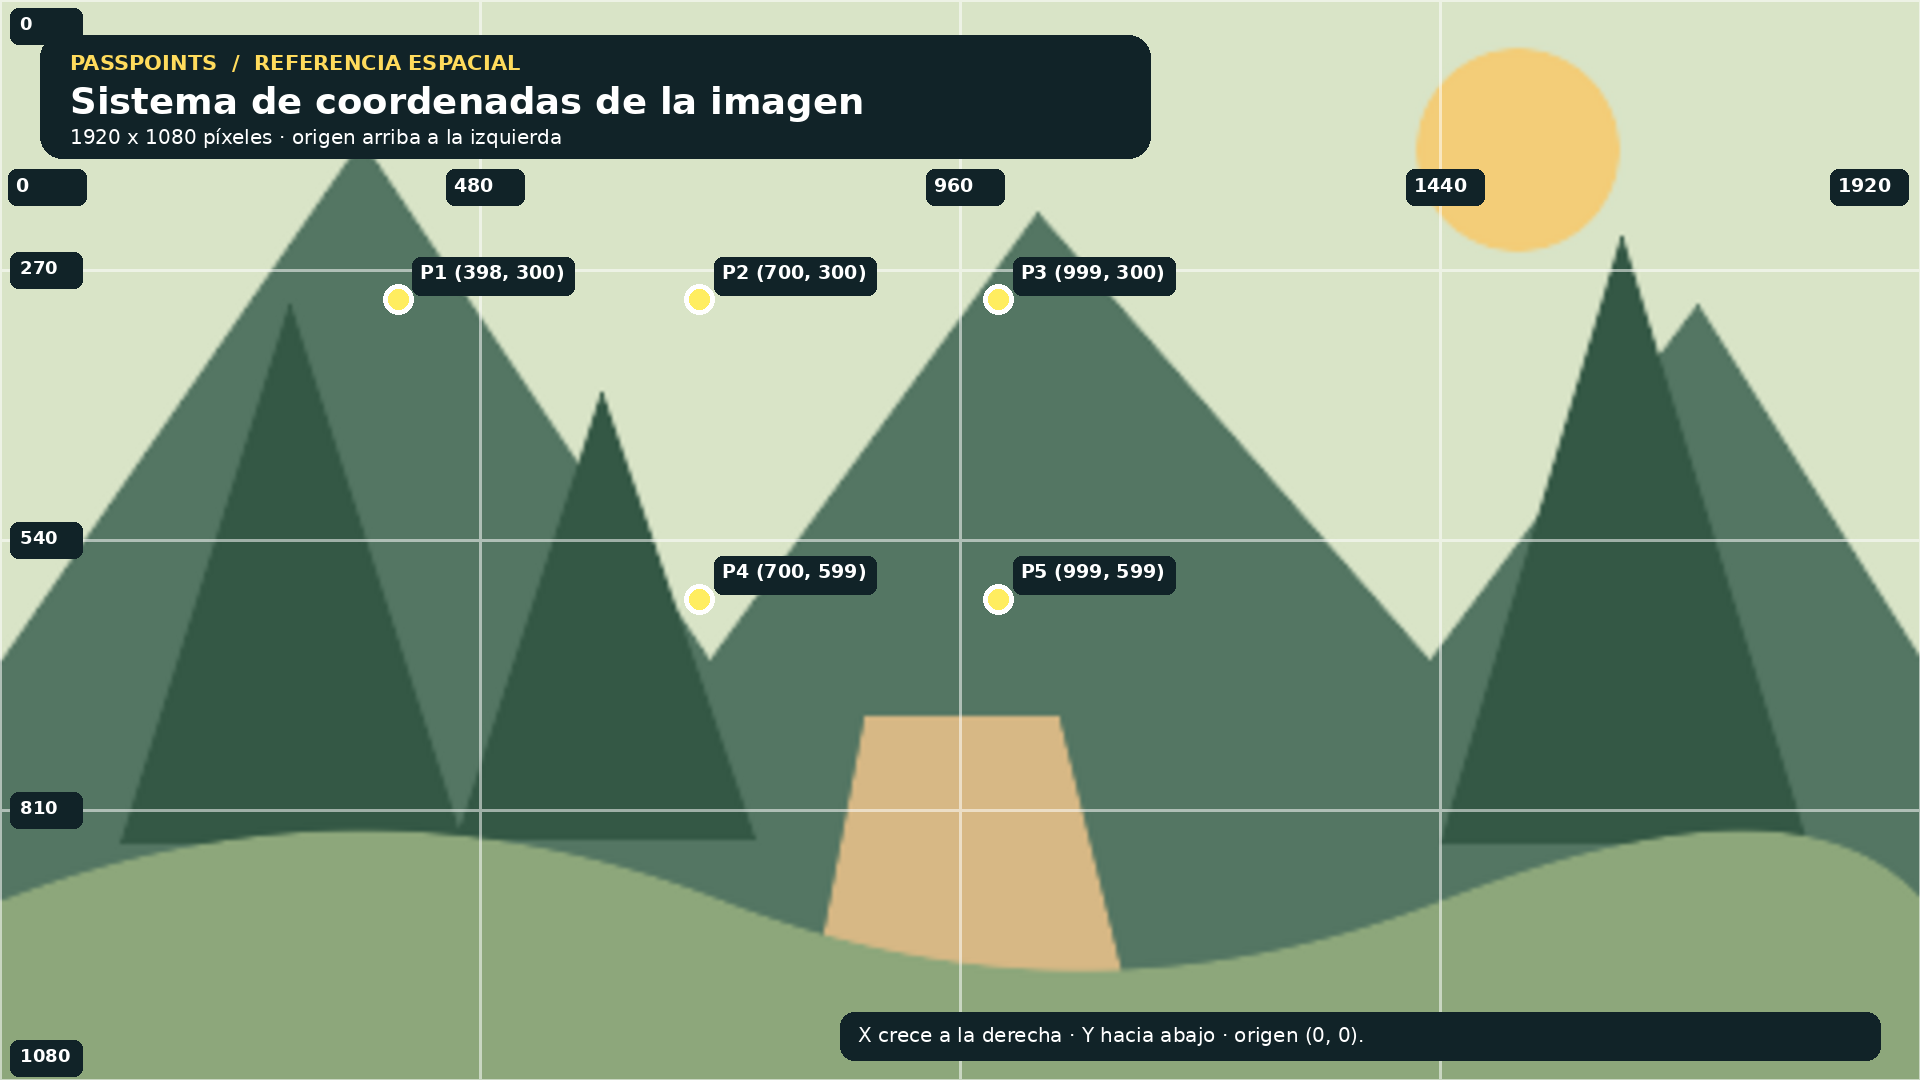 0
PASSPOINTS / REFERENCIA ESPACIAL
Sistema de coordenadas de la imagen
1920 x 1080 píxeles · origen arriba a la izquierda
0 480 960 1440 1920
270
P1 (398, 300) P2 (700, 300) P3 (999, 300)
540
P4 (700, 599) P5 (999, 599)
810
X crece a la derecha · Y hacia abajo · origen (0, 0).
1080